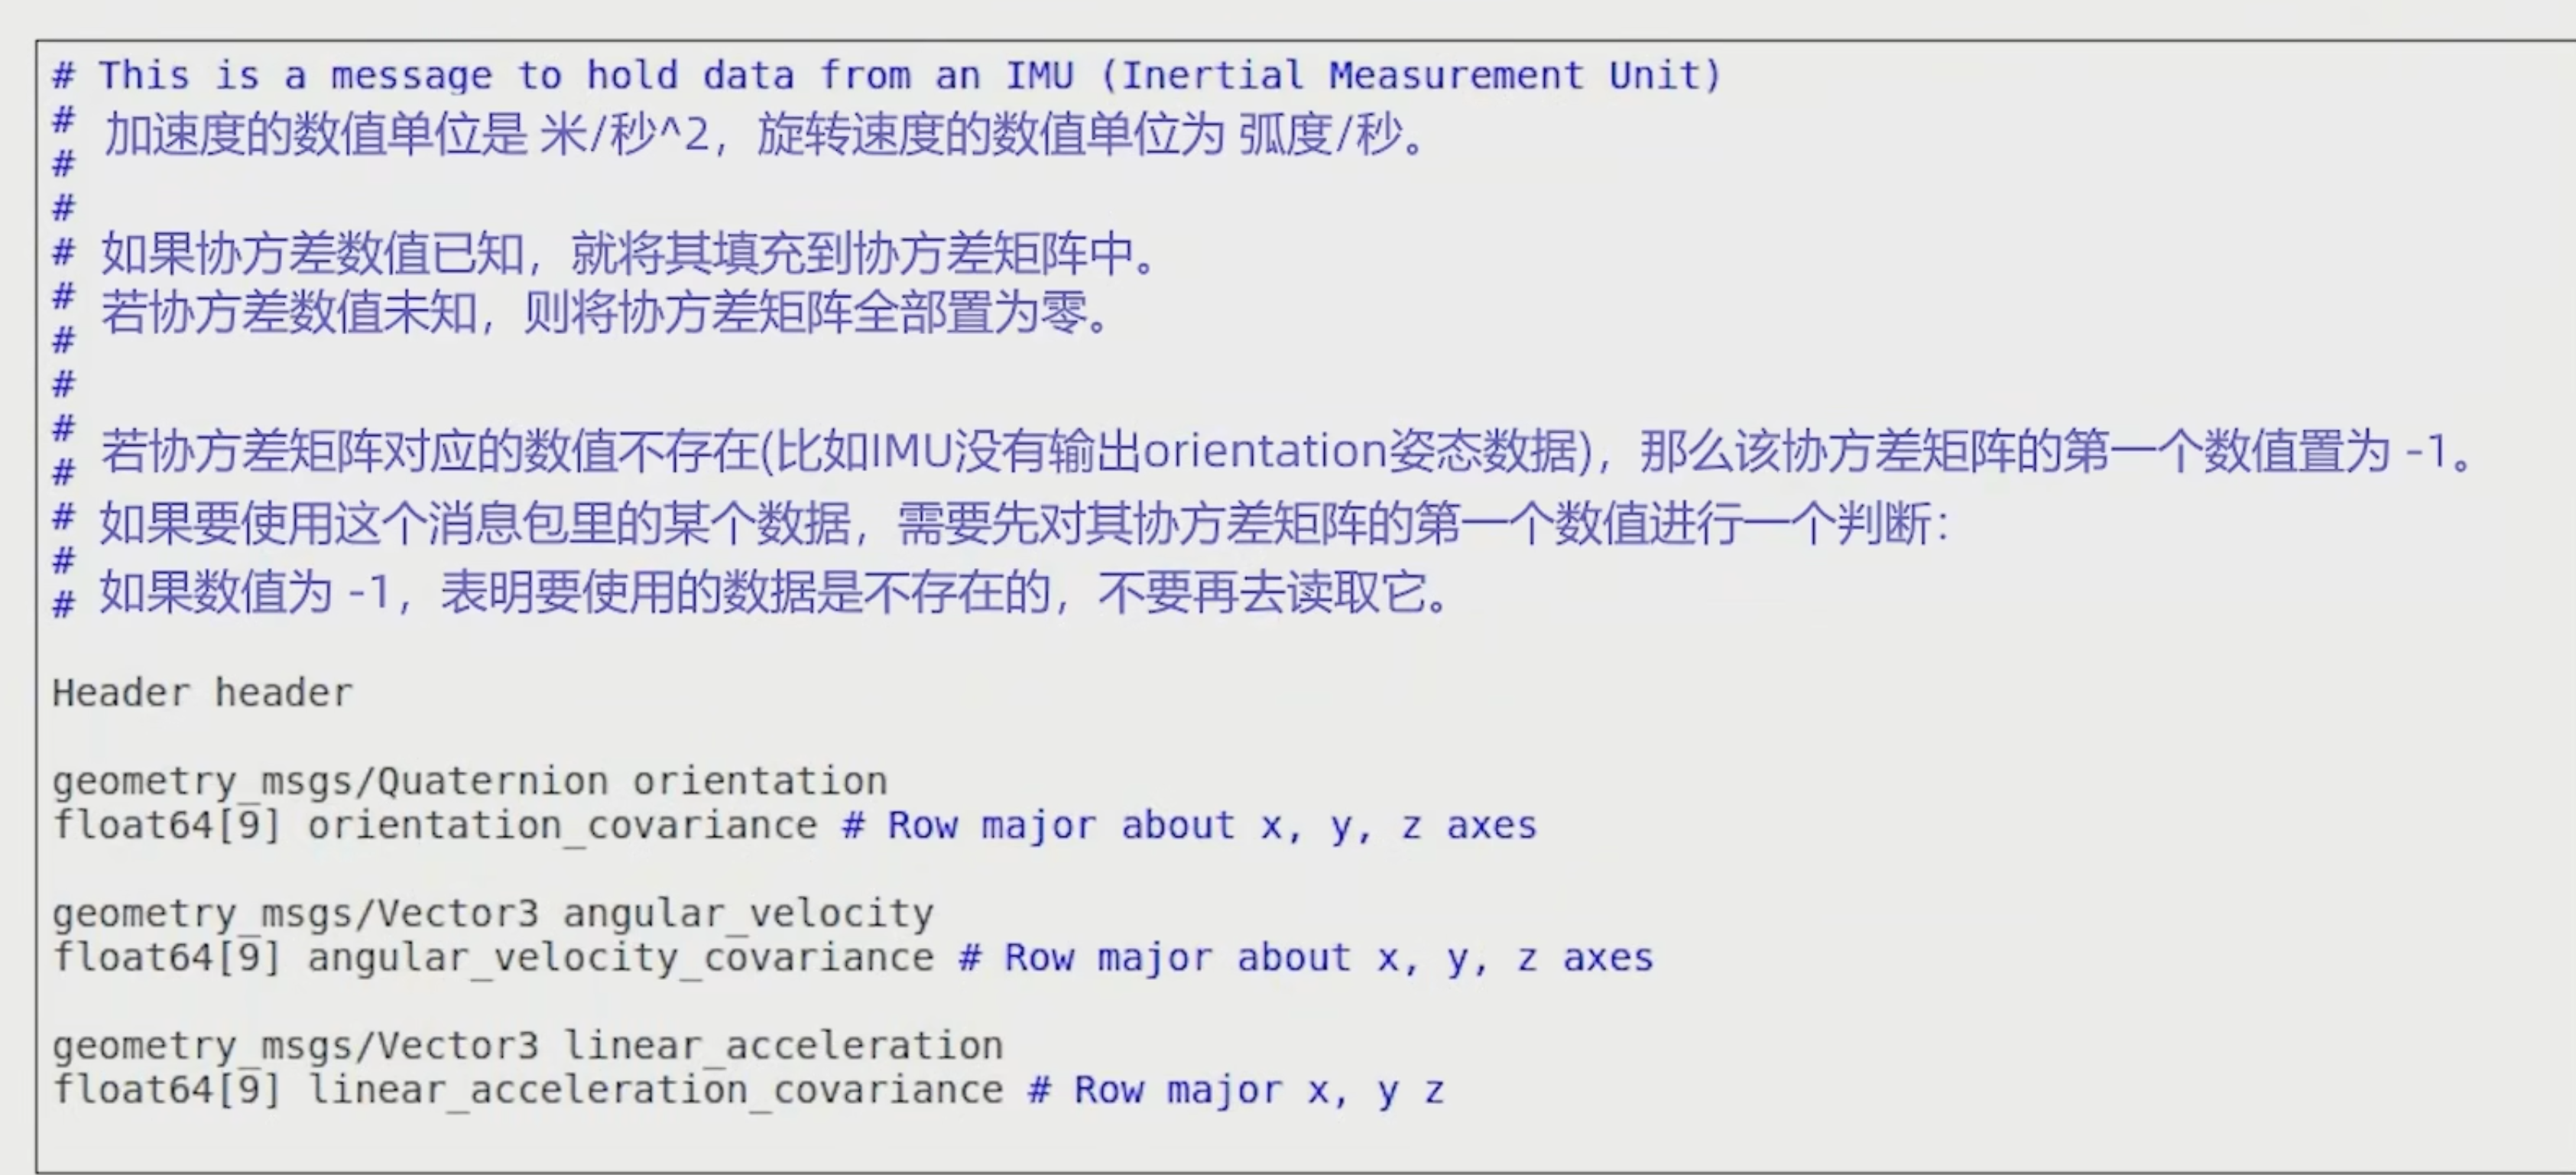 # This is a message to hold data from an IMU (Inertial Measurement Unit)
# 加速度的数值单位是 米/秒^2，旋转速度的数值单位为 弧度/秒。
#
#
# 如果协方差数值已知，就将其填充到协方差矩阵中。
# 若协方差数值未知，则将协方差矩阵全部置为零。
#
#
#
# 若协方差矩阵对应的数值不存在(比如IMU没有输出orientation姿态数据)，那么该协方差矩阵的第一个数值置为 -1。
# 如果要使用这个消息包里的某个数据，需要先对其协方差矩阵的第一个数值进行一个判断：
#
# 如果数值为 -1，表明要使用的数据是不存在的，不要再去读取它。
Header header
geometry_msgs/Quaternion orientation
float64[9] orientation_covariance # Row major about x, y, z axes
geometry_msgs/Vector3 angular_velocity
float64[9] angular_velocity_covariance # Row major about x, y, z axes
geometry_msgs/Vector3 linear_acceleration
float64[9] linear_acceleration_covariance # Row major x, y z